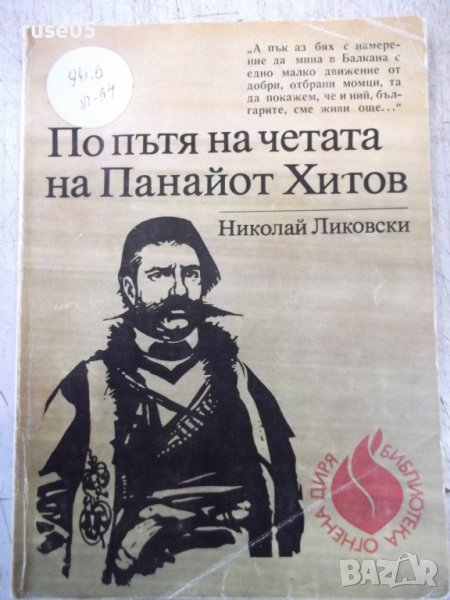 ruse05
941.6
„А пък аз бях с намере-
ние да мина в Балкана с
едно малко движение от
добри, отбрани момци, та
да покажем, че и ний, бъл-
гарите, сме живи още..."
По пътя на четата
на Панайот Хитов
Николай Ликовски
БИБЛИОТЕКА ОГНЕНА ДИРЯ
BAZAR.bg